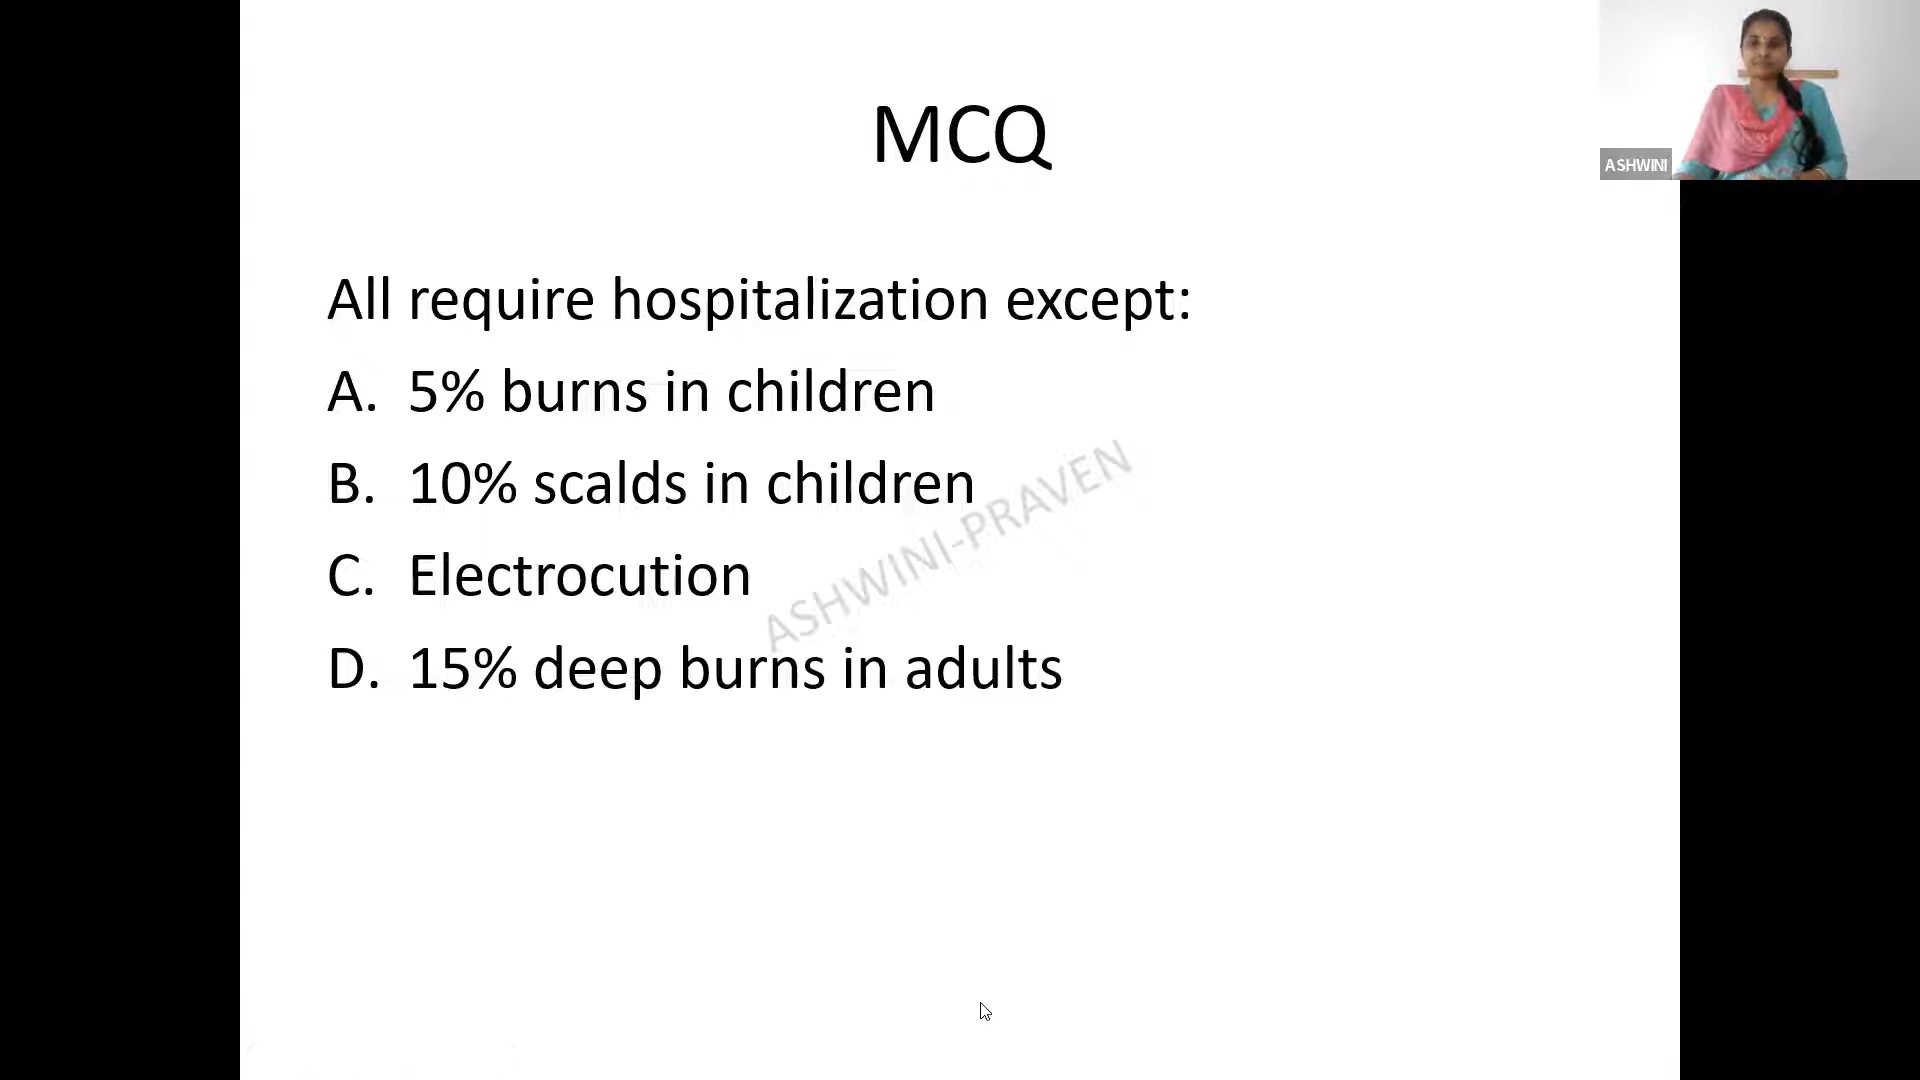 MCQ
ASHWINI
All require hospitalization except:
A. 5% burns in children
B. 10% scalds in children
C. Electrocution
D. 15% deep burns in adults
ASHWINI-PRAVEN